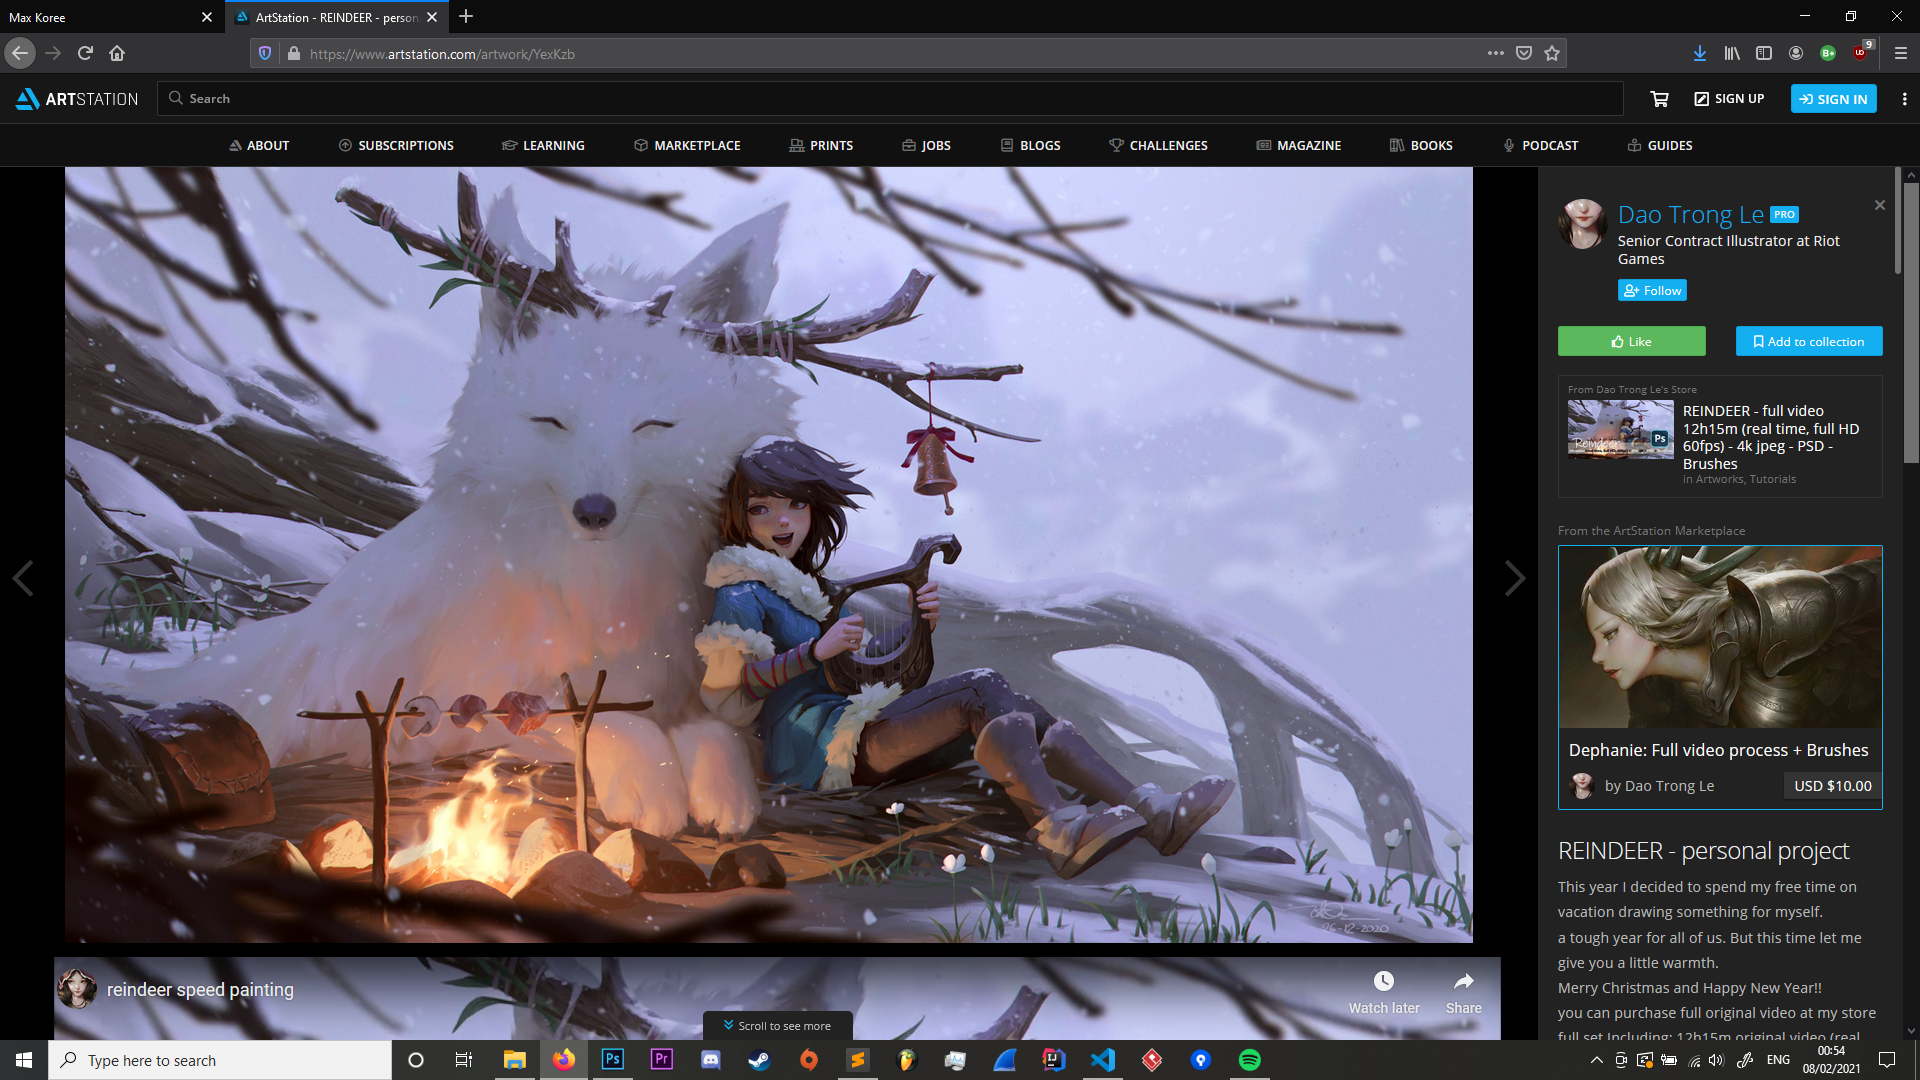 Max Koree
ArtStation - REINDEER - person
https://www.artstation.com/artwork/YexKzb
9
ARTSTATION
Search
SIGN UP
SIGN IN
ABOUT
SUBSCRIPTIONS
LEARNING
MARKETPLACE
PRINTS
JOBS
BLOGS
CHALLENGES
MAGAZINE
BOOKS
PODCAST
GUIDES
Dao Trong Le PRO
Senior Contract Illustrator at Riot
Games
Follow
Like
Add to collection
From Dao Trong Le's Store
Reindeer
Ps
REINDEER - full video
12h15m (real time, full HD
60fps) - 4k jpeg - PSD -
Brushes
in Artworks, Tutorials
From the ArtStation Marketplace
Dephanie: Full video process + Brushes
by Dao Trong Le
USD $10.00
REINDEER - personal project
This year I decided to spend my free time on
vacation drawing something for myself.
a tough year for all of us. But this time let me
give you a little warmth.
Merry Christmas and Happy New Year!!
you can purchase full original video at my store
full set Including: 12h15m original video (real
26-12-2020
reindeer speed painting
Watch later
Share
Scroll to see more
Type here to search
Ps
Pr
ENG
00:54
08/02/2021